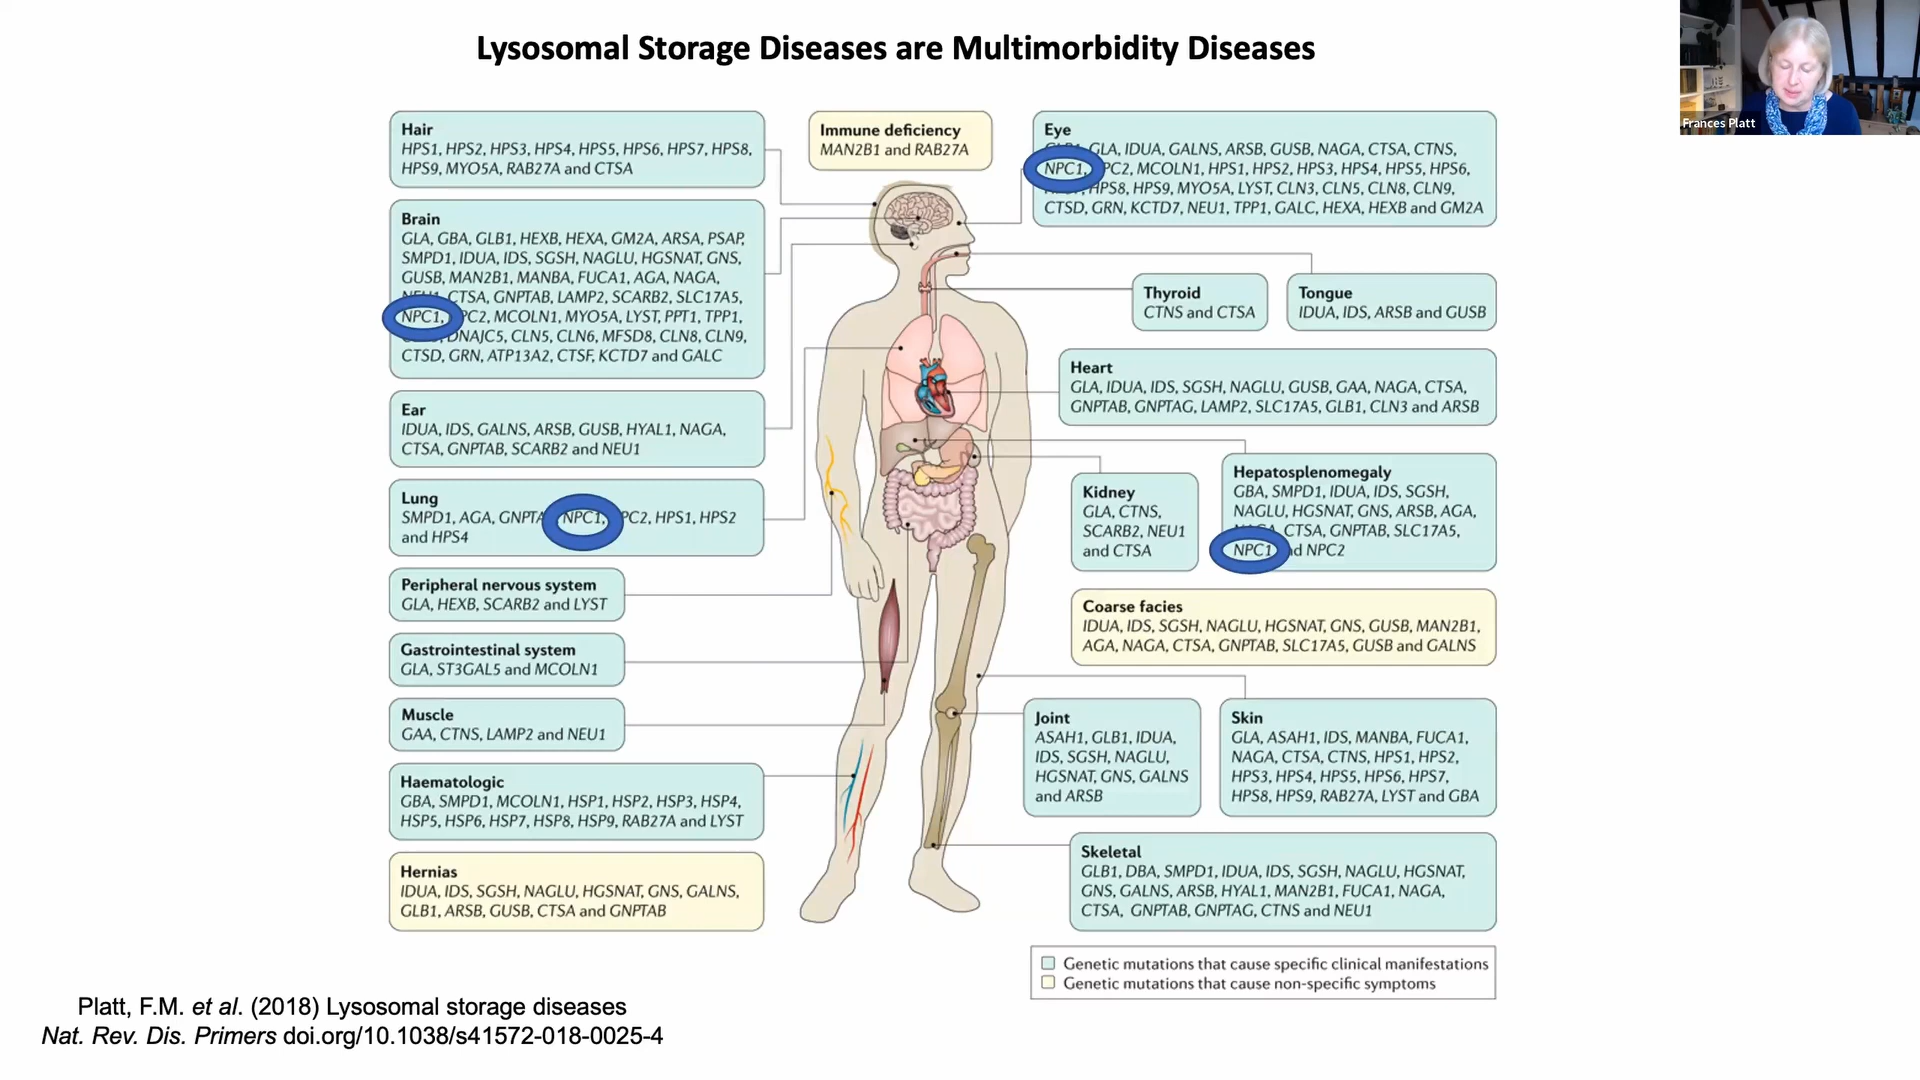 Lysosomal Storage Diseases are Multimorbidity Diseases
Frances Platt
Hair
HPS1, HPS2, HPS3, HPS4, HPS5, HPS6, HPS7, HPS8,
HPS9, MYO5A, RAB27A and CTSA
Brain
GLA, GBA, GLB1, HEXB, HEXA, GM2A, ARSA, PSAP,
SMPD1, IDUA, IDS, SGSH, NAGLU, HGSNAT, GNS,
GUSB, MAN2B1, MANBA, FUCA1, AGA, NAGA,
NEU1, CTSA, GNPTAB, LAMP2, SCARB2, SLC17A5,
NPC1, PC2, MCOLN1, MYO5A, LYST, PPT1, TPP1,
DNAJC5, CLN5, CLN6, MFSD8, CLN8, CLN9,
CTSD, GRN, ATP13A2, CTSF, KCTD7 and GALC
Ear
IDUA, IDS, GALNS, ARSB, GUSB, HYAL1, NAGA,
CTSA, GNPTAB, SCARB2 and NEU1
Lung
SMPD1, AGA, GNPTA NPC1, PC2, HPS1, HPS2
and HPS4
Peripheral nervous system
GLA, HEXB, SCARB2 and LYST
Gastrointestinal system
GLA, ST3GAL5 and MCOLN1
Muscle
GAA, CTNS, LAMP2 and NEU1
Haematologic
GBA, SMPD1, MCOLN1, HSP1, HSP2, HSP3, HSP4,
HSP5, HSP6, HSP7, HSP8, HSP9, RAB27A and LYST
Hernias
IDUA, IDS, SGSH, NAGLU, HGSNAT, GNS, GALNS,
GLB1, ARSB, GUSB, CTSA and GNPTAB
Immune deficiency
MAN2B1 and RAB27A
Eye
GLB1, GLA, IDUA, GALNS, ARSB, GUSB, NAGA, CTSA, CTNS,
NPC1, PC2, MCOLN1, HPS1, HPS2, HPS3, HPS4, HPS5, HPS6,
HPS8, HPS9, MYO5A, LYST, CLN3, CLN5, CLN8, CLN9,
CTSD, GRN, KCTD7, NEU1, TPP1, GALC, HEXA, HEXB and GM2A
Thyroid
CTNS and CTSA
Tongue
IDUA, IDS, ARSB and GUSB
Heart
GLA, IDUA, IDS, SGSH, NAGLU, GUSB, GAA, NAGA, CTSA,
GNPTAB, GNPTAG, LAMP2, SLC17A5, GLB1, CLN3 and ARSB
Kidney
GLA, CTNS,
SCARB2, NEU1
and CTSA
Hepatosplenomegaly
GBA, SMPD1, IDUA, IDS, SGSH,
NAGLU, HGSNAT, GNS, ARSB, AGA,
NAGA, CTSA, GNPTAB, SLC17A5,
NPC1 nd NPC2
Coarse facies
IDUA, IDS, SGSH, NAGLU, HGSNAT, GNS, GUSB, MAN2B1,
AGA, NAGA, CTSA, GNPTAB, SLC17A5, GUSB and GALNS
Joint
ASAH1, GLB1, IDUA,
IDS, SGSH, NAGLU,
HGSNAT, GNS, GALNS
and ARSB
Skin
GLA, ASAH1, IDS, MANBA, FUCA1,
NAGA, CTSA, CTNS, HPS1, HPS2,
HPS3, HPS4, HPS5, HPS6, HPS7,
HPS8, HPS9, RAB27A, LYST and GBA
Skeletal
GLB1, DBA, SMPD1, IDUA, IDS, SGSH, NAGLU, HGSNAT,
GNS, GALNS, ARSB, HYAL1, MAN2B1, FUCA1, NAGA,
CTSA, GNPTAB, GNPTAG, CTNS and NEU1
Genetic mutations that cause specific clinical manifestations
Genetic mutations that cause non-specific symptoms
Platt, F.M. et al. (2018) Lysosomal storage diseases
Nat. Rev. Dis. Primers doi.org/10.1038/s41572-018-0025-4